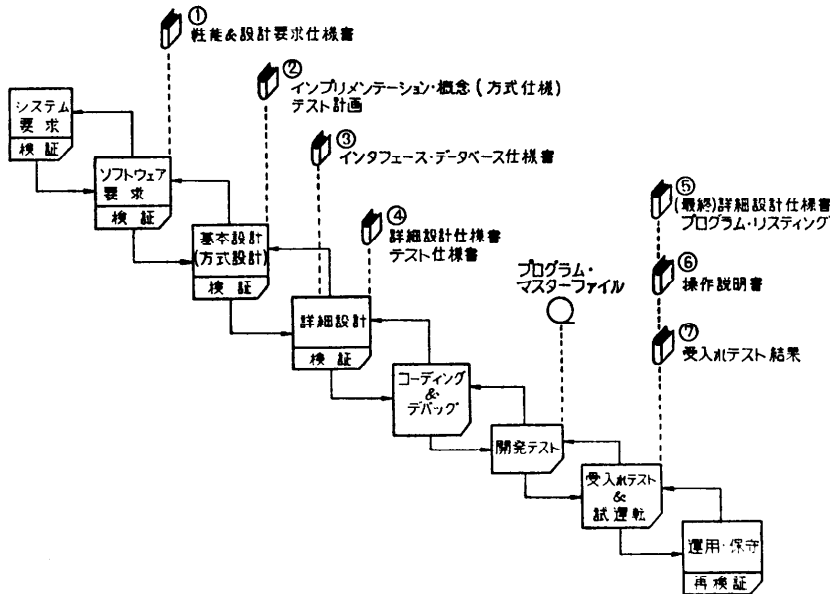 ①
性能&設計要求仕様書
②
インプリメンテーション・概念(方式仕様)
テスト計画
③
インタフェース・データベース仕様書
④
詳細設計仕様書
テスト仕様書
⑤
(最終)詳細設計仕様書
プログラム・リスティング
⑥
操作説明書
⑦
受入れテスト結果
プログラム・
マスターファイル
システム
要求
検証
ソフトウェア
要求
検証
基本設計
(方式設計)
検証
詳細設計
検証
コーディング
&
デバッグ
開発テスト
受入れテスト
&
試運転
運用・保守
再検証